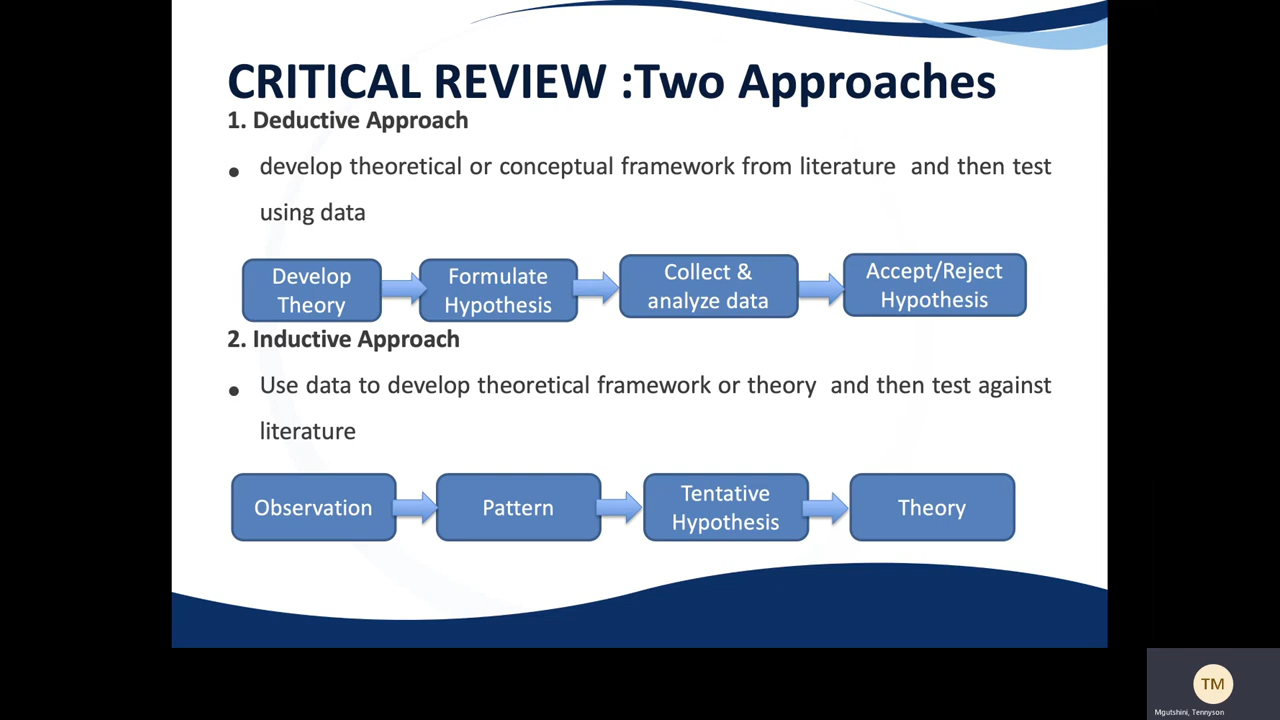 CRITICAL REVIEW :Two Approaches
1. Deductive Approach
• develop theoretical or conceptual framework from literature and then test
using data
Develop
Theory
Formulate
Hypothesis
Collect &
analyze data
Accept/Reject
Hypothesis
2. Inductive Approach
• Use data to develop theoretical framework or theory and then test against
literature
Observation
Pattern
Tentative
Hypothesis
Theory
TM
Mgutshini, Tennyson